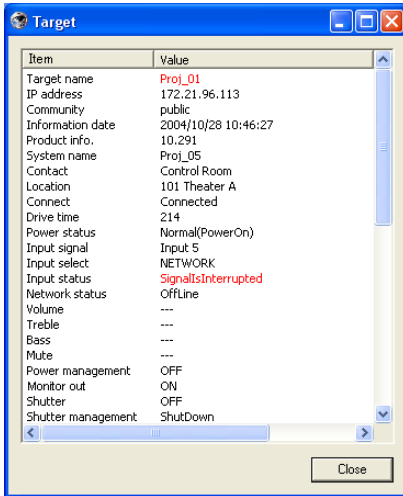 Target
Item Value
Target name Proj_01
IP address 172.21.96.113
Community public
Information date 2004/10/28 10:46:27
Product info. 10.291
System name Proj_05
Contact Control Room
Location 101 Theater A
Connect Connected
Drive time 214
Power status Normal(PowerOn)
Input signal Input 5
Input select NETWORK
Input status SignalIsInterrupted
Network status OffLine
Volume ---
Treble ---
Bass ---
Mute ---
Power management OFF
Monitor out ON
Shutter OFF
Shutter management ShutDown
Close